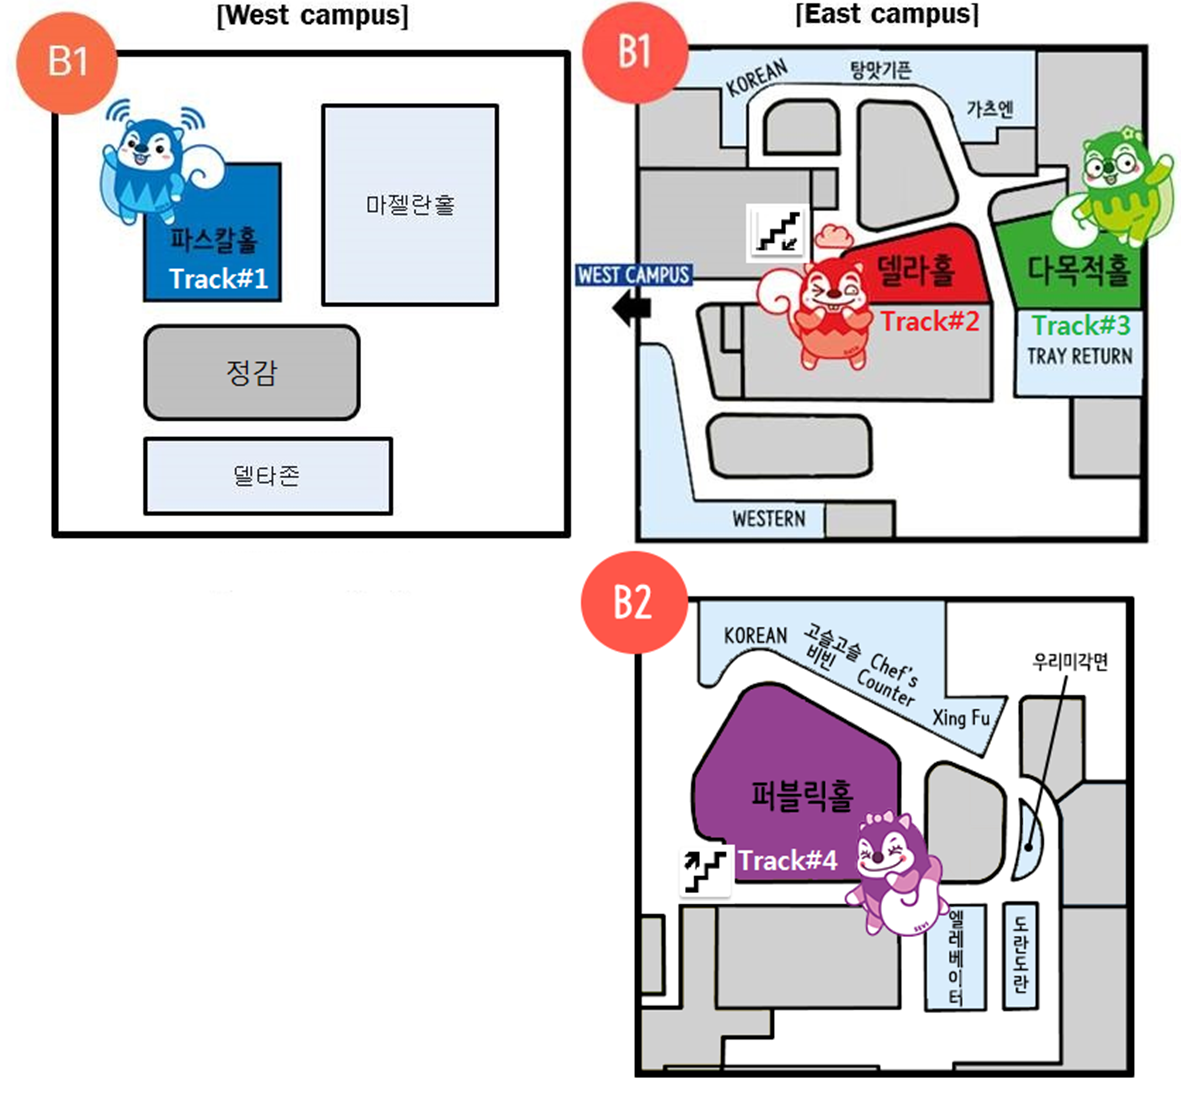 [West campus]
B1
파스칼홀
Track#1
마젤란홀
정감
델타존
[East campus]
B1
KOREAN
탕맛기픈
가츠엔
WEST CAMPUS
델라홀
Track#2
다목적홀
Track#3
TRAY RETURN
WESTERN
B2
KOREAN
고슬고슬
비빈
Chef's
Counter
Xing Fu
우리미각면
퍼블릭홀
Track#4
엘레베이터
도란도란